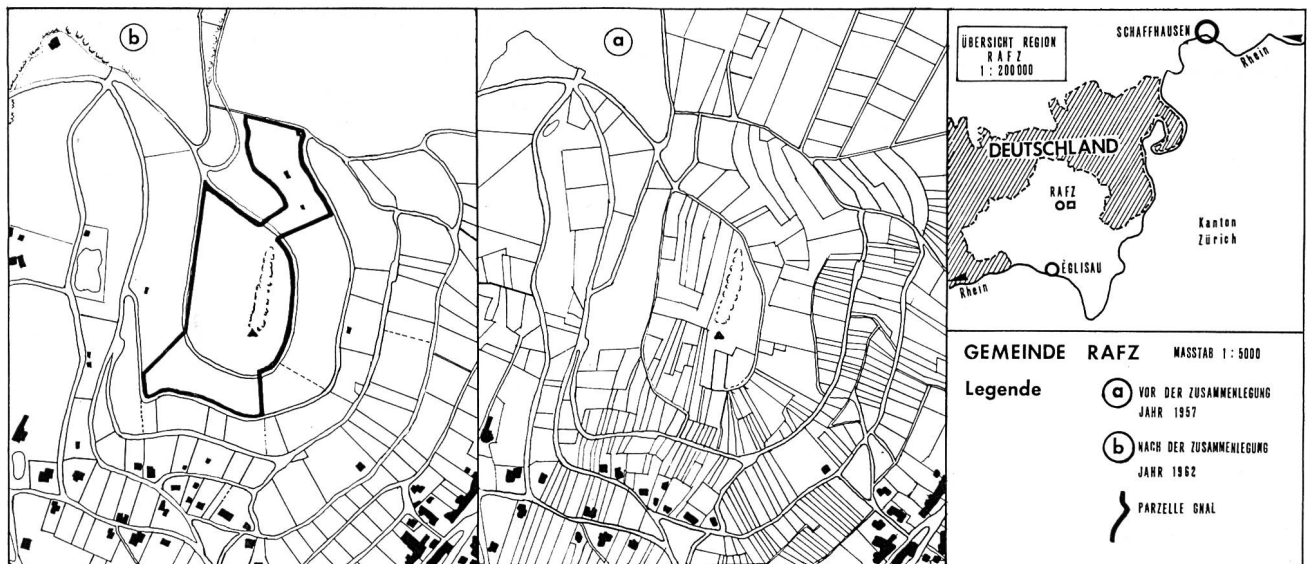 b
a
ÜBERSICHT REGION
RAFZ
1 : 200000
SCHAFFHAUSEN
Rhein
DEUTSCHLAND
RAFZ
Kanton
Zürich
EGLISAU
Rhein
GEMEINDE RAFZ MASSTAB 1 : 5000
Legende
a VOR DER ZUSAMMENLEGUNG
JAHR 1957
b NACH DER ZUSAMMENLEGUNG
JAHR 1962
PARZELLE GNAL